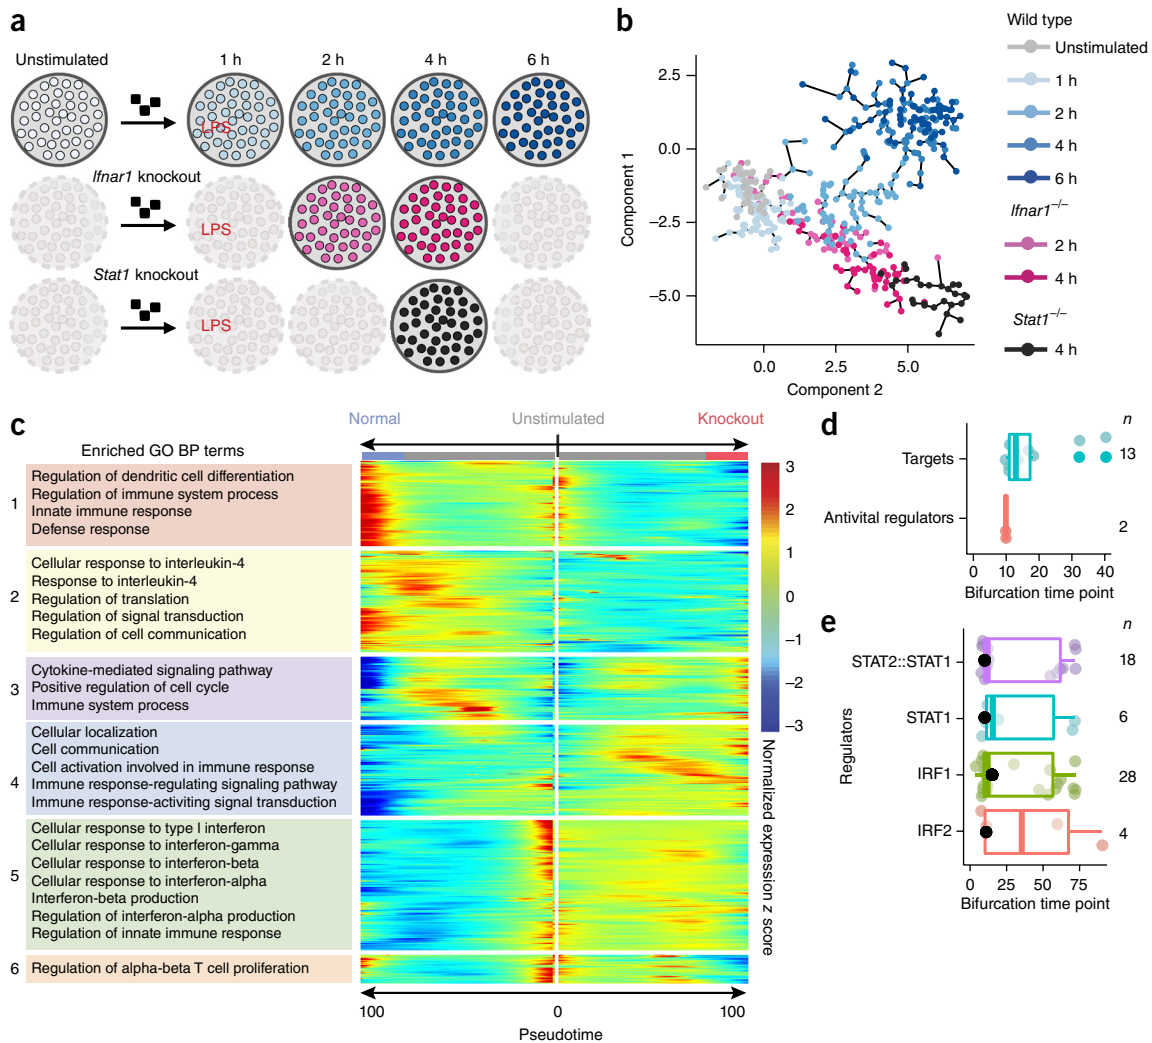 a
Unstimulated
1 h
2 h
4 h
6 h
LPS
Ifnar1 knockout
LPS
Stat1 knockout
LPS
b
2.5
0.0
−2.5
−5.0
Component 1
0.0
2.5
5.0
Component 2
Wild type
Unstimulated
1 h
2 h
4 h
6 h
Ifnar1−/−
2 h
4 h
Stat1−/−
4 h
c
Normal
Unstimulated
Knockout
Enriched GO BP terms
1
Regulation of dendritic cell differentiation
Regulation of immune system process
Innate immune response
Defense response
2
Cellular response to interleukin-4
Response to interleukin-4
Regulation of translation
Regulation of signal transduction
Regulation of cell communication
3
Cytokine-mediated signaling pathway
Positive regulation of cell cycle
Immune system process
4
Cellular localization
Cell communication
Cell activation involved in immune response
Immune response-regulating signaling pathway
Immune response-activiting signal transduction
5
Cellular response to type I interferon
Cellular response to interferon-gamma
Cellular response to interferon-beta
Cellular response to interferon-alpha
Interferon-beta production
Regulation of interferon-alpha production
Regulation of innate immune response
6
Regulation of alpha-beta T cell proliferation
100
0
100
Pseudotime
3
2
1
0
−1
−2
−3
Normalized expression z score
d
n
Targets
13
Antivital regulators
2
0
10
20
30
40
Bifurcation time point
e
n
Regulators
STAT2::STAT1
18
STAT1
6
IRF1
28
IRF2
4
0
25
50
75
Bifurcation time point